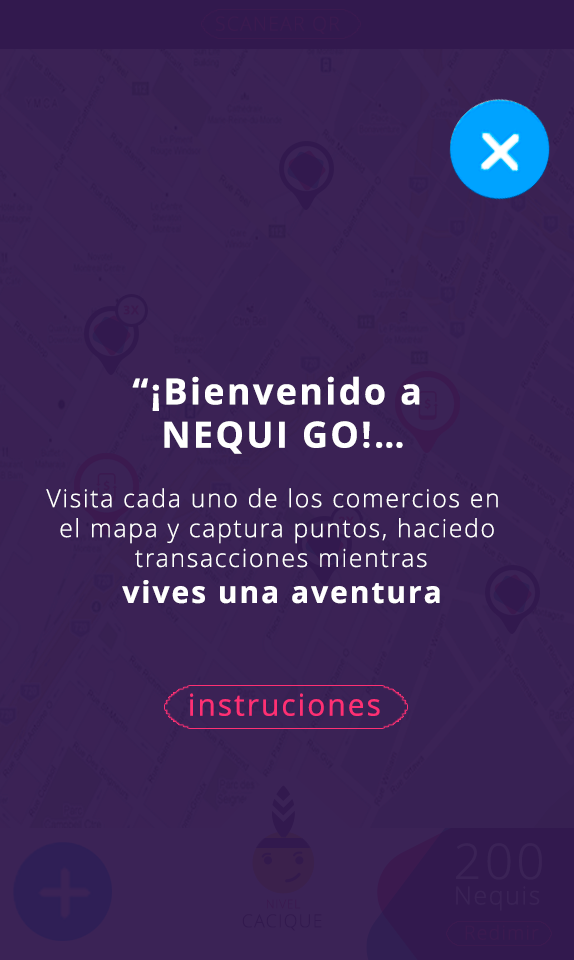 “¡Bienvenido a
NEQUI GO!...
Visita cada uno de los comercios en
el mapa y captura puntos, haciedo
transacciones mientras
vives una aventura
instruciones
200
Nequis
NIVEL
CACIQUE